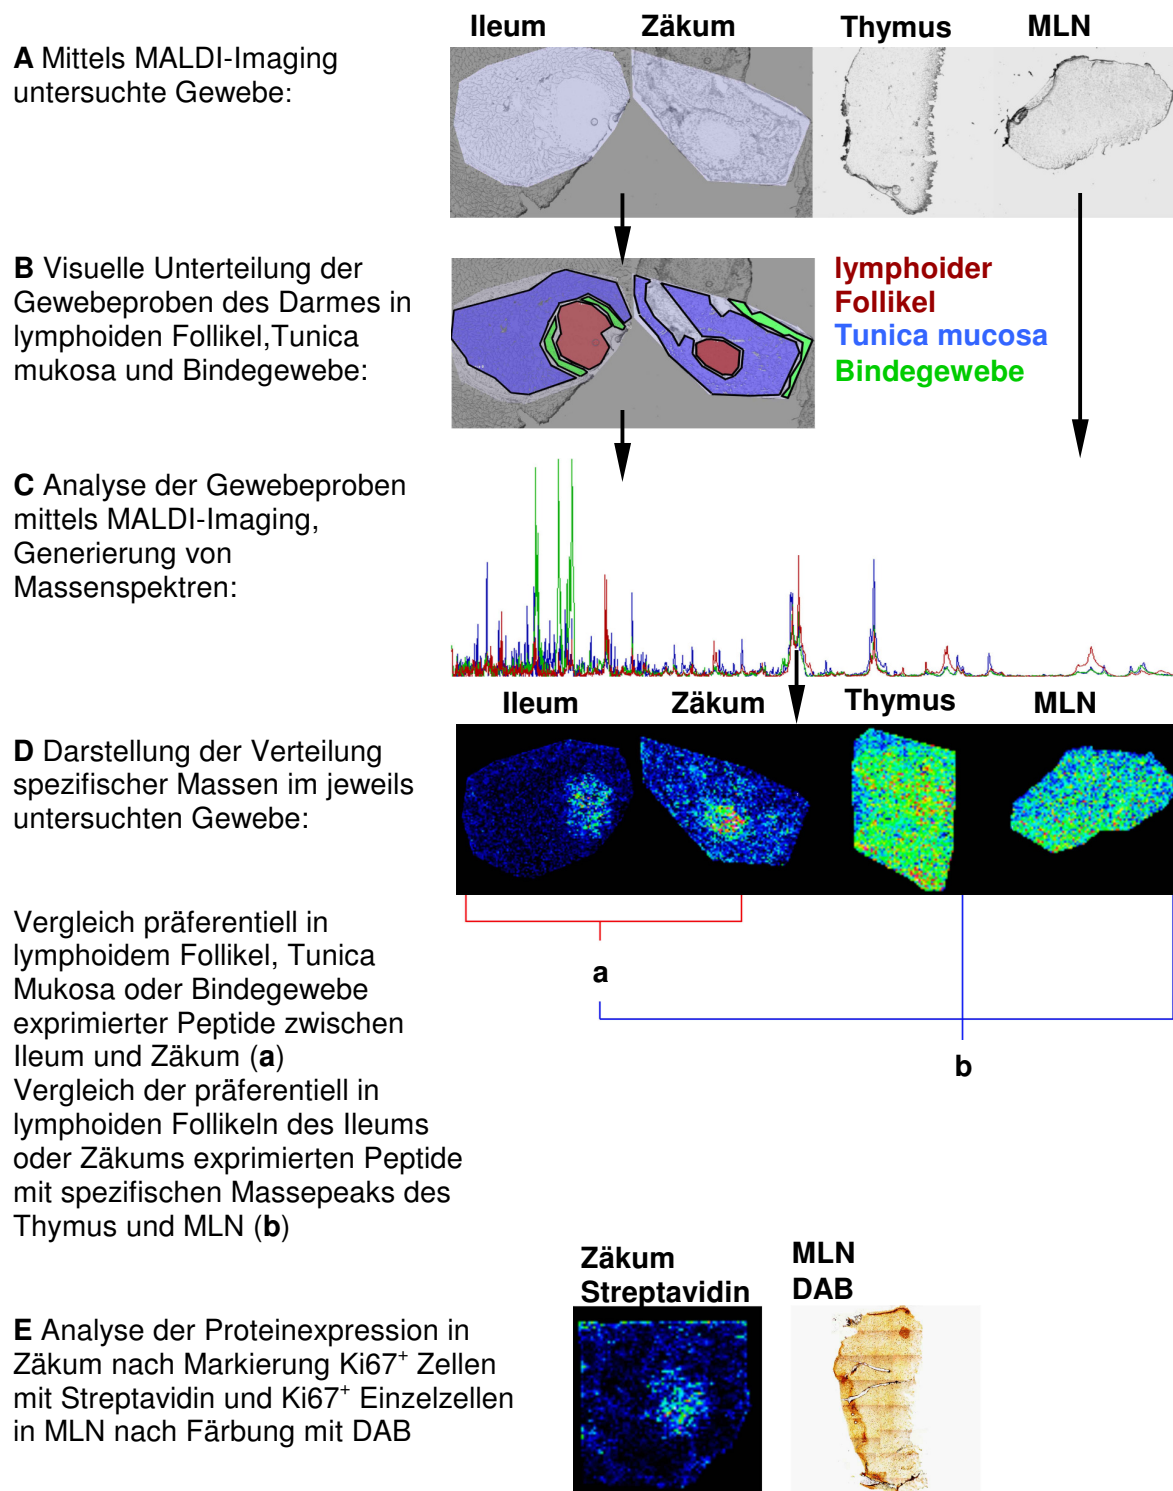 Ileum Zäkum Thymus MLN
A Mittels MALDI-Imaging
untersuchte Gewebe:
B Visuelle Unterteilung der
Gewebeproben des Darmes in
lymphoiden Follikel,Tunica
mukosa und Bindegewebe:
lymphoider
Follikel
Tunica mucosa
Bindegewebe
C Analyse der Gewebeproben
mittels MALDI-Imaging,
Generierung von
Massenspektren:
Ileum Zäkum Thymus MLN
D Darstellung der Verteilung
spezifischer Massen im jeweils
untersuchten Gewebe:
Vergleich präferentiell in
lymphoidem Follikel, Tunica
Mukosa oder Bindegewebe
exprimierter Peptide zwischen
Ileum und Zäkum (a)
Vergleich der präferentiell in
lymphoiden Follikeln des Ileums
oder Zäkums exprimierten Peptide
mit spezifischen Massepeaks des
Thymus und MLN (b)
a
b
Zäkum
Streptavidin
MLN
DAB
E Analyse der Proteinexpression in
Zäkum nach Markierung Ki67⁺ Zellen
mit Streptavidin und Ki67⁺ Einzelzellen
in MLN nach Färbung mit DAB